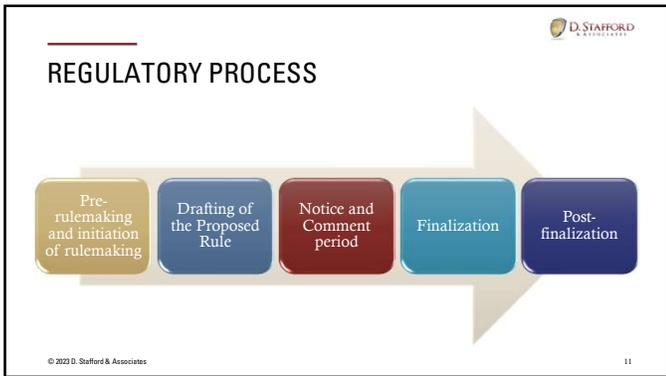 D. STAFFORD
& ASSOCIATES
REGULATORY PROCESS
Pre-
rulemaking
and initiation
of rulemaking
Drafting of
the Proposed
Rule
Notice and
Comment
period
Finalization
Post-
finalization
© 2023 D. Stafford & Associates
11